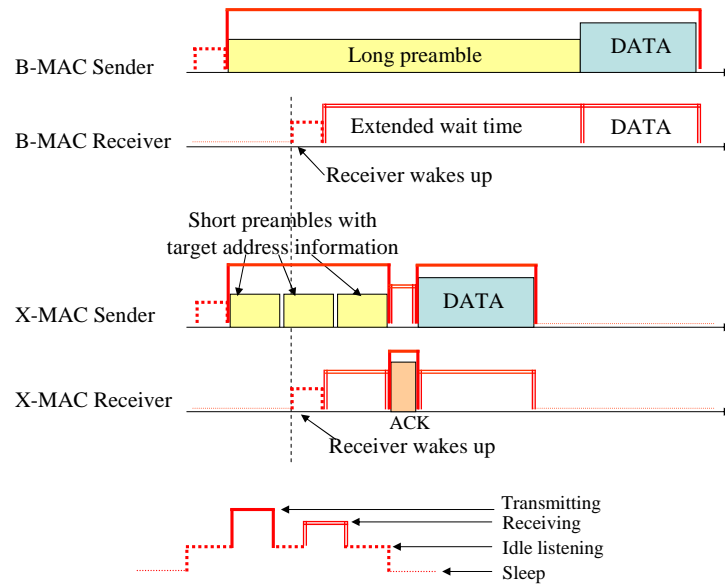 B-MAC Sender
Long preamble
DATA
B-MAC Receiver
Extended wait time
DATA
Receiver wakes up
Short preambles with
target address information
X-MAC Sender
DATA
X-MAC Receiver
ACK
Receiver wakes up
Transmitting
Receiving
Idle listening
Sleep